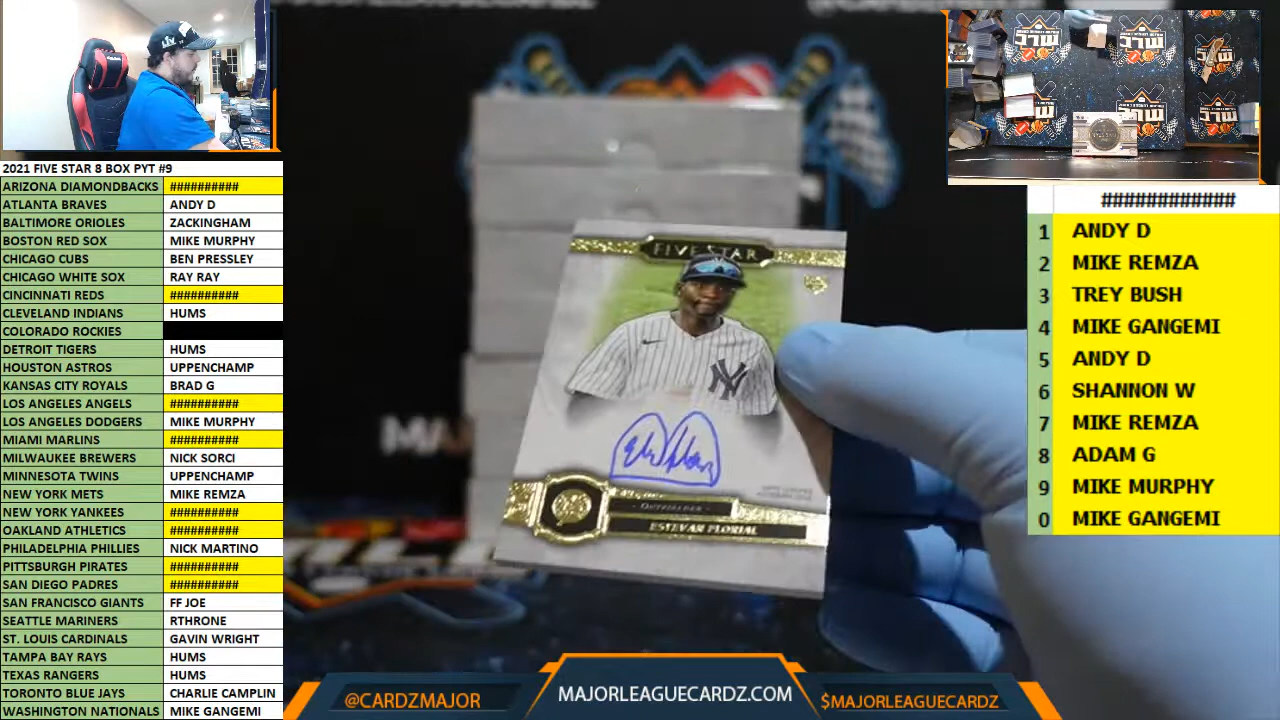 2021 FIVE STAR 8 BOX PYT #9
ARIZONA DIAMONDBACKS ##########
ATLANTA BRAVES ANDY D
BALTIMORE ORIOLES ZACKINGHAM
BOSTON RED SOX MIKE MURPHY
CHICAGO CUBS BEN PRESSLEY
CHICAGO WHITE SOX RAY RAY
CINCINNATI REDS ##########
CLEVELAND INDIANS HUMS
COLORADO ROCKIES
DETROIT TIGERS HUMS
HOUSTON ASTROS UPPENCHAMP
KANSAS CITY ROYALS BRAD G
LOS ANGELES ANGELS ##########
LOS ANGELES DODGERS MIKE MURPHY
MIAMI MARLINS ##########
MILWAUKEE BREWERS NICK SORCI
MINNESOTA TWINS UPPENCHAMP
NEW YORK METS MIKE REMZA
NEW YORK YANKEES ##########
OAKLAND ATHLETICS ##########
PHILADELPHIA PHILLIES NICK MARTINO
PITTSBURGH PIRATES ##########
SAN DIEGO PADRES ##########
SAN FRANCISCO GIANTS FF JOE
SEATTLE MARINERS RTHRONE
ST. LOUIS CARDINALS GAVIN WRIGHT
TAMPA BAY RAYS HUMS
TEXAS RANGERS HUMS
TORONTO BLUE JAYS CHARLIE CAMPLIN
WASHINGTON NATIONALS MIKE GANGEMI
FIVE STAR
NY
OUTFIELDER
ESTEVAN FLORIAL
############
1 ANDY D
2 MIKE REMZA
3 TREY BUSH
4 MIKE GANGEMI
5 ANDY D
6 SHANNON W
7 MIKE REMZA
8 ADAM G
9 MIKE MURPHY
0 MIKE GANGEMI
@CARDZMAJOR
MAJORLEAGUECARDZ.COM
$MAJORLEAGUECARDZ